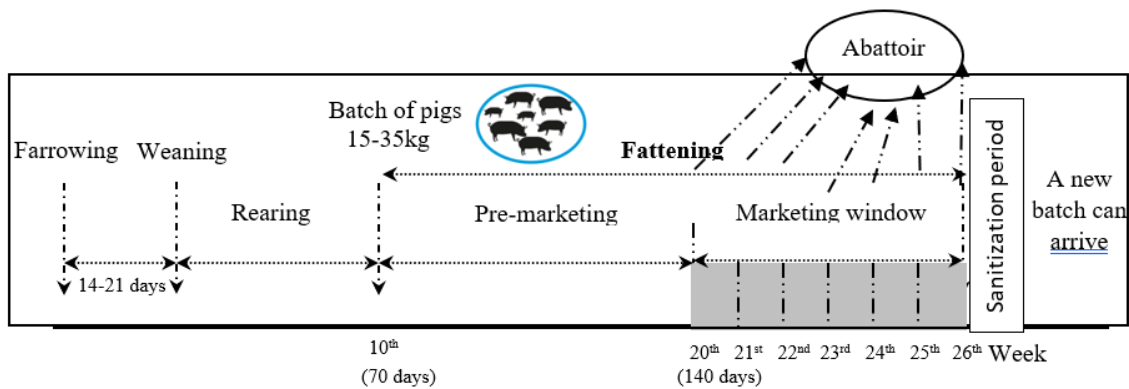 Abattoir
Batch of pigs
15-35kg
Farrowing
Weaning
Fattening
Rearing
Pre-marketing
Marketing window
Sanitization period
A new
batch can
arrive
14-21 days
10th
(70 days)
20th
(140 days)
21st
22nd
23rd
24th
25th
26th Week